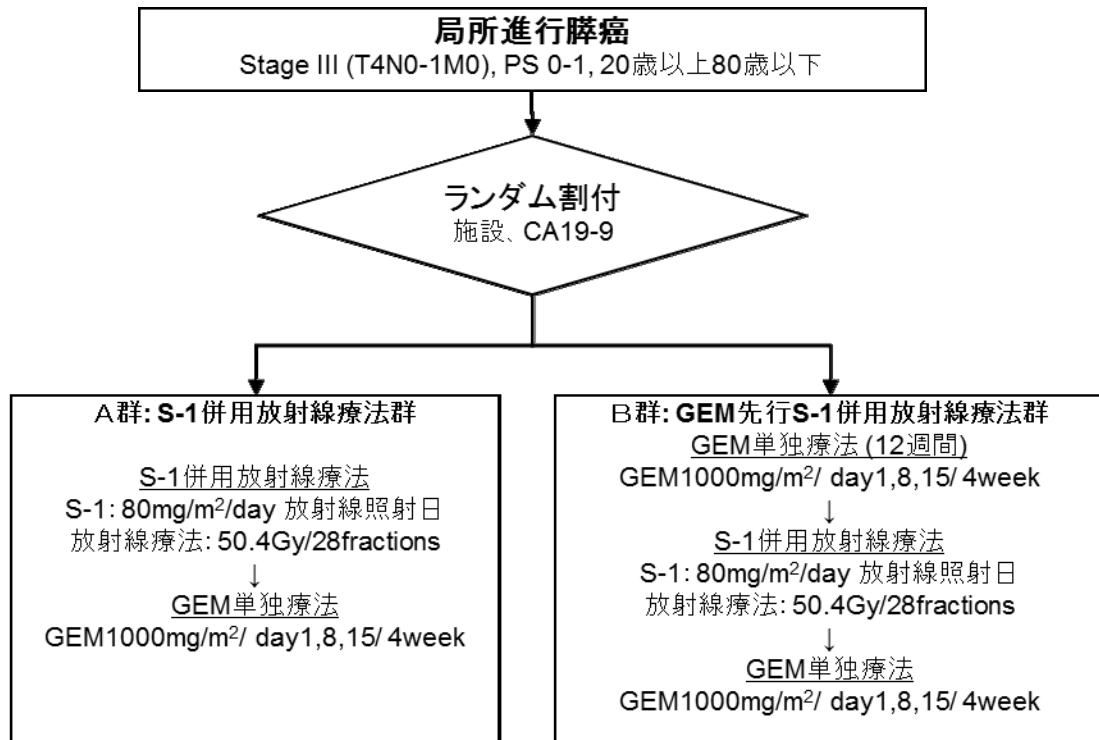 局所進行膵癌
Stage III (T4N0-1M0), PS 0-1, 20歳以上80歳以下
ランダム割付
施設、CA19-9
A群: S-1併用放射線療法群
S-1併用放射線療法
S-1: 80mg/m²/day 放射線照射日
放射線療法: 50.4Gy/28fractions
↓
GEM単独療法
GEM1000mg/m²/ day1,8,15/ 4week
B群: GEM先行S-1併用放射線療法群
GEM単独療法 (12週間)
GEM1000mg/m²/ day1,8,15/ 4week
↓
S-1併用放射線療法
S-1: 80mg/m²/day 放射線照射日
放射線療法: 50.4Gy/28fractions
↓
GEM単独療法
GEM1000mg/m²/ day1,8,15/ 4week